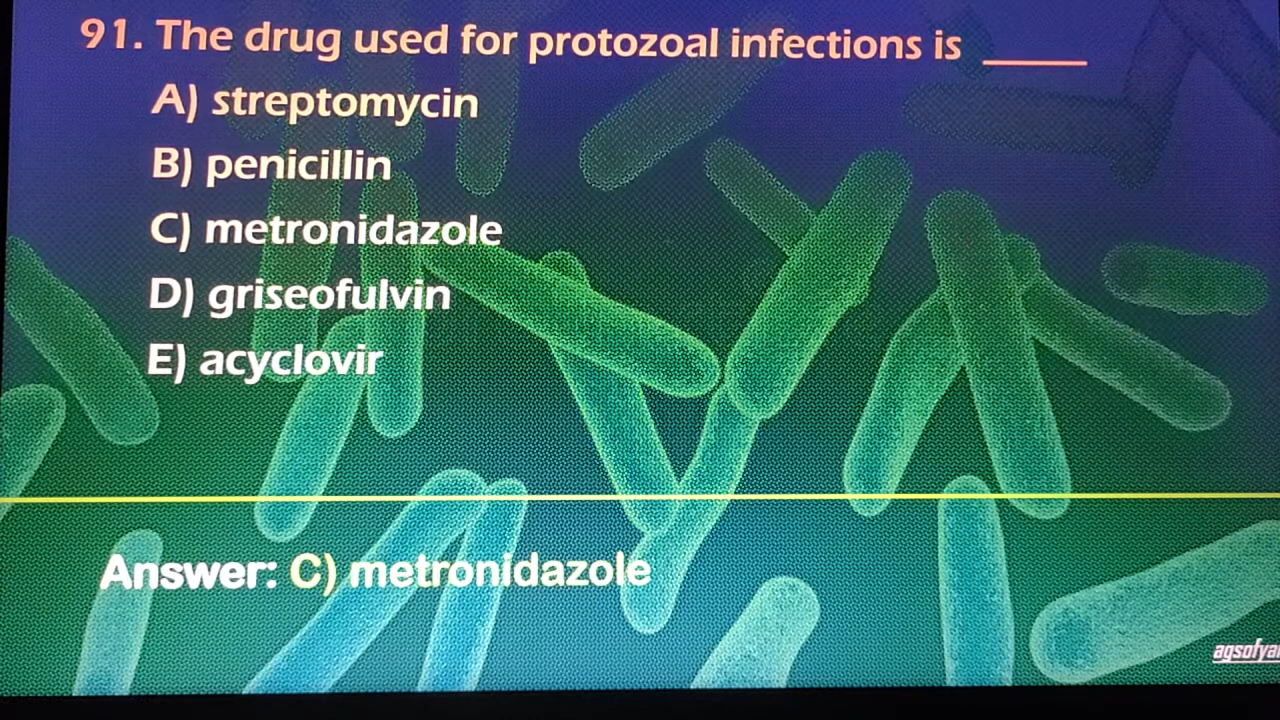 91. The drug used for protozoal infections is _____
A) streptomycin
B) penicillin
C) metronidazole
D) griseofulvin
E) acyclovir
Answer: C) metronidazole